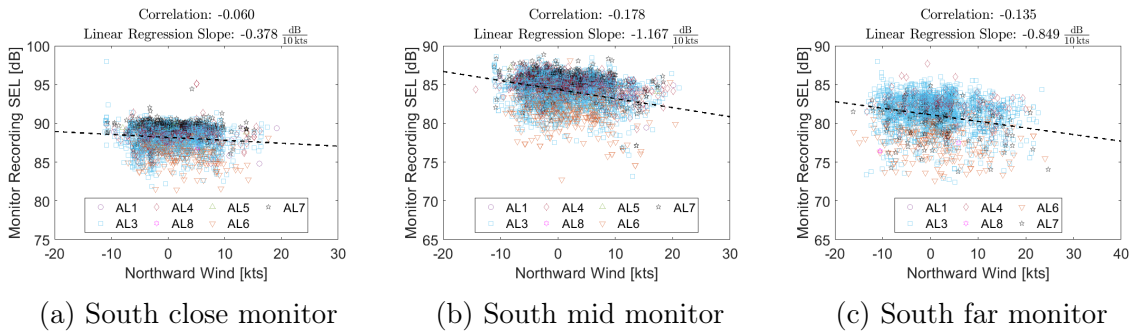 Correlation: -0.060
Linear Regression Slope: -0.378 dB/10 kts
Monitor Recording SEL [dB]
100
95
90
85
80
75
AL1 AL4 AL5 AL7
AL3 AL8 AL6
-20 -10 0 10 20 30
Northward Wind [kts]
(a) South close monitor
Correlation: -0.178
Linear Regression Slope: -1.167 dB/10 kts
Monitor Recording SEL [dB]
90
85
80
75
70
65
AL1 AL4 AL5 AL7
AL3 AL8 AL6
-20 -10 0 10 20 30
Northward Wind [kts]
(b) South mid monitor
Correlation: -0.135
Linear Regression Slope: -0.849 dB/10 kts
Monitor Recording SEL [dB]
90
85
80
75
70
65
AL1 AL4 AL6
AL3 AL8 AL7
-20 -10 0 10 20 30 40
Northward Wind [kts]
(c) South far monitor